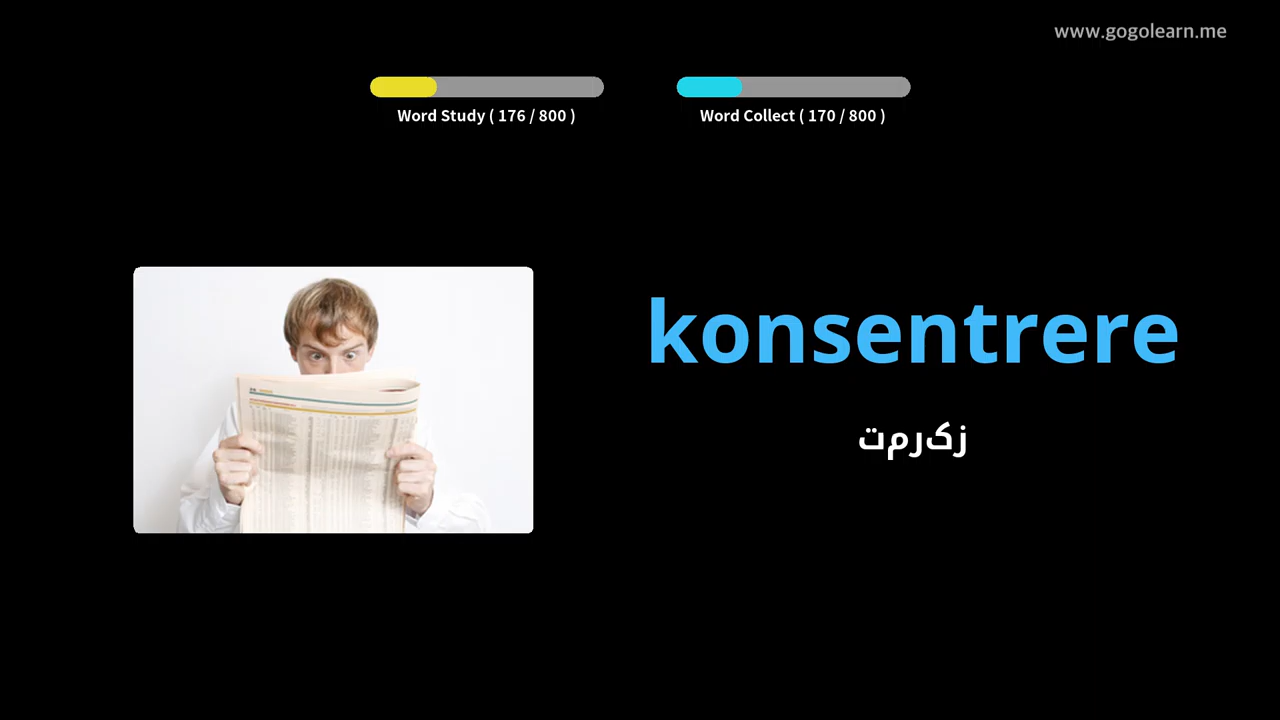 www.gogolearn.me
Word Study ( 176 / 800 )
Word Collect ( 170 / 800 )
konsentrere
زکرمت